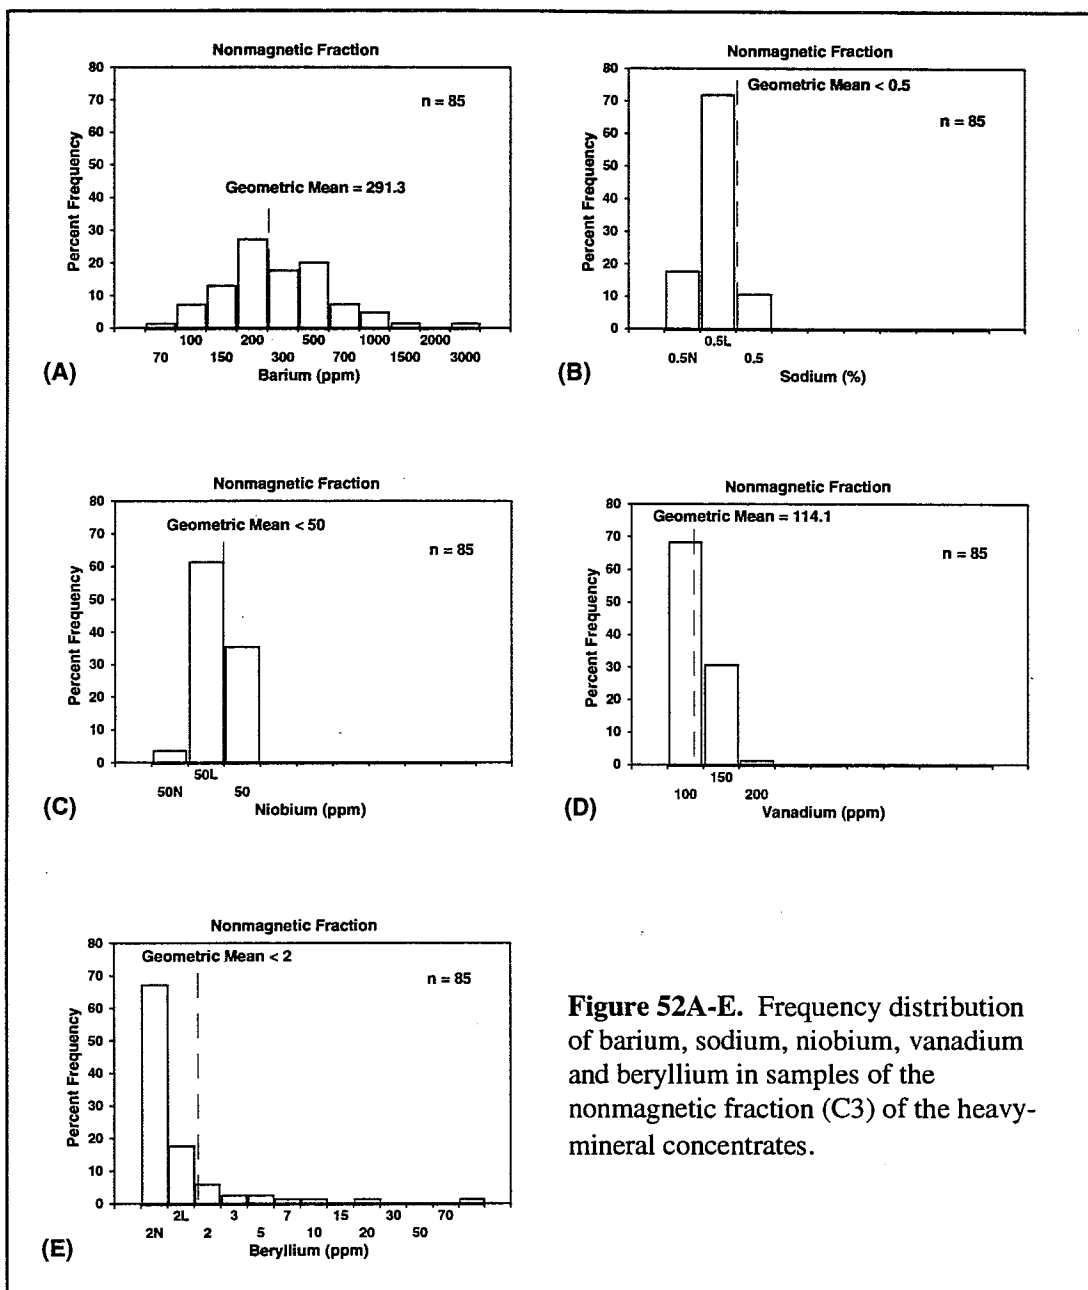 Nonmagnetic Fraction
80
70
60
50
40
30
20
10
0
Percent Frequency
n = 85
Geometric Mean = 291.3
100 200 500 1000 2000
70 150 300 700 1500 3000
(A)
Barium (ppm)
Nonmagnetic Fraction
80
70
60
50
40
30
20
10
0
Percent Frequency
Geometric Mean < 0.5
n = 85
0.5L
0.5N 0.5
(B)
Sodium (%)
Nonmagnetic Fraction
80
70
60
50
40
30
20
10
0
Percent Frequency
Geometric Mean < 50
n = 85
50L
50N 50
(C)
Niobium (ppm)
Nonmagnetic Fraction
80
70
60
50
40
30
20
10
0
Percent Frequency
Geometric Mean = 114.1
n = 85
150
100 200
(D)
Vanadium (ppm)
Nonmagnetic Fraction
80
70
60
50
40
30
20
10
0
Percent Frequency
Geometric Mean < 2
n = 85
2L 3 7 15 30 70
2N 2 5 10 20 50
(E)
Beryllium (ppm)
Figure 52A-E. Frequency distribution
of barium, sodium, niobium, vanadium
and beryllium in samples of the
nonmagnetic fraction (C3) of the heavy-
mineral concentrates.